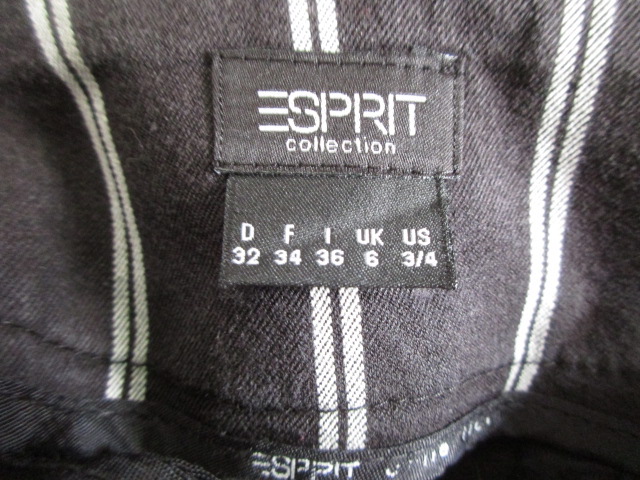 ESPRIT
collection
D F I UK US
32 34 36 6 3/4
ESPRIT